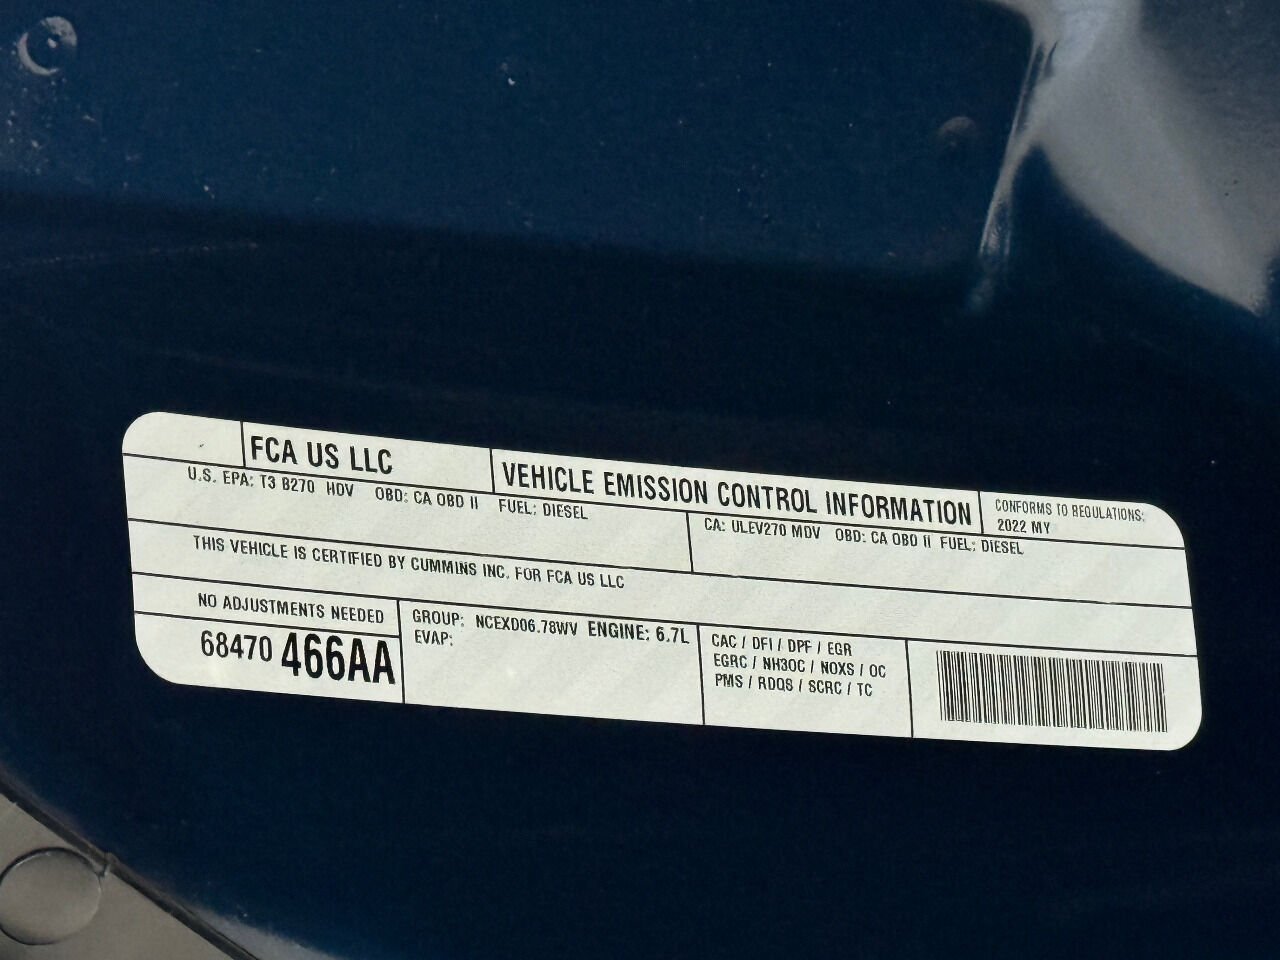 FCA US LLC
VEHICLE EMISSION CONTROL INFORMATION
CONFORMS TO REGULATIONS:
2022 MY
U.S. EPA: T3 B270 HDV OBD: CA OBD II FUEL: DIESEL
CA: ULEV270 MDV OBD: CA OBD II FUEL: DIESEL
THIS VEHICLE IS CERTIFIED BY CUMMINS INC. FOR FCA US LLC
NO ADJUSTMENTS NEEDED
68470 466AA
GROUP: NCEXD06.78WV ENGINE: 6.7L
EVAP:
CAC / DFI / DPF / EGR
EGRC / NH3OC / NOXS / OC
PMS / RDQS / SCRC / TC